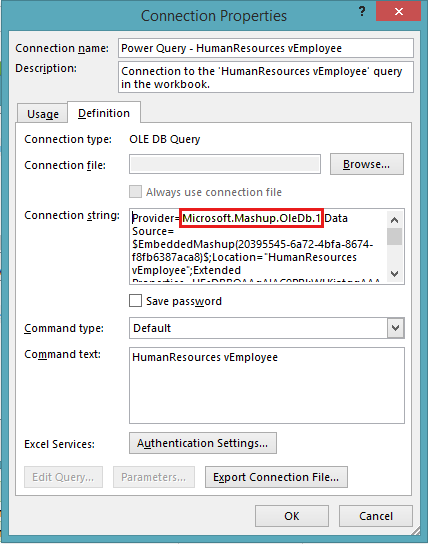 Connection Properties
?
Connection name: Power Query - HumanResources vEmployee
Description: Connection to the 'HumanResources vEmployee' query
in the workbook.
Usage Definition
Connection type: OLE DB Query
Connection file: Browse...
Always use connection file
Connection string: Provider=Microsoft.Mashup.OleDb.1;Data
Source=
$EmbeddedMashup(20395545-6a72-4bfa-8674-
f8fb6387aca8)$;Location="HumanResources
vEmployee";Extended
Save password
Command type: Default
Command text: HumanResources vEmployee
Excel Services: Authentication Settings...
Edit Query... Parameters... Export Connection File...
OK Cancel